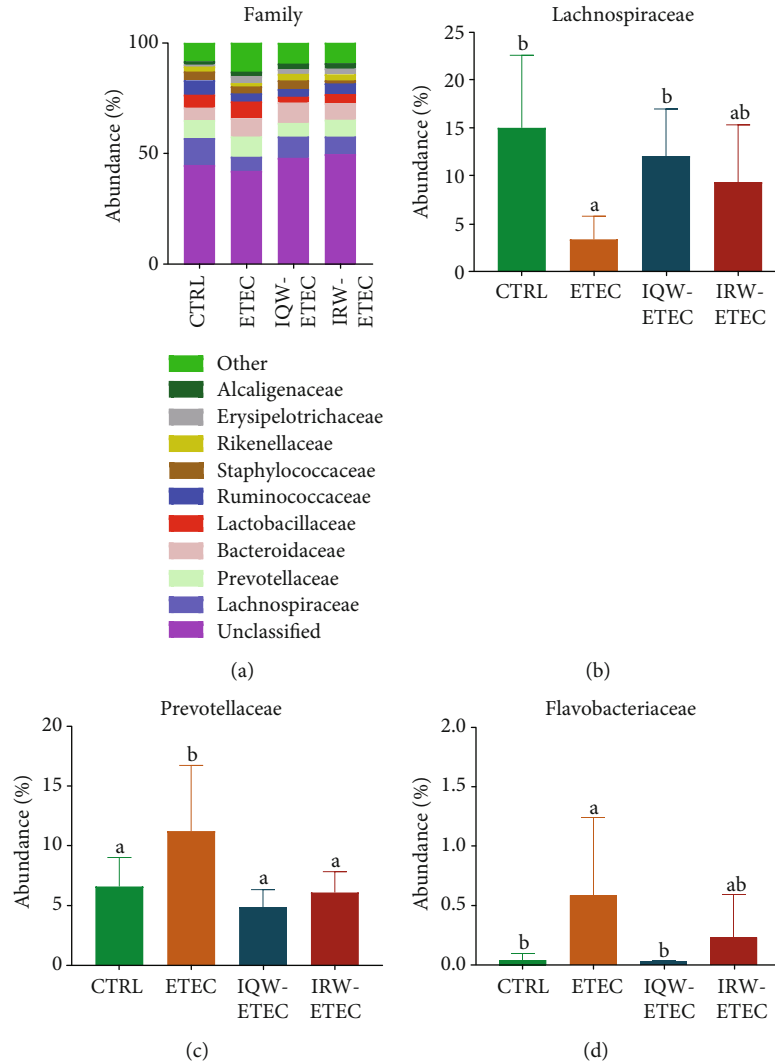 Family
Abundance (%)
100
50
0
CTRL
ETEC
IQW-
ETEC
IRW-
ETEC
Other
Alcaligenaceae
Erysipelotrichaceae
Rikenellaceae
Staphylococcaceae
Ruminococcaceae
Lactobacillaceae
Bacteroidaceae
Prevotellaceae
Lachnospiraceae
Unclassified
(a)
Lachnospiraceae
Abundance (%)
25
20
15
10
5
0
b
a
b
ab
CTRL
ETEC
IQW-
ETEC
IRW-
ETEC
(b)
Prevotellaceae
Abundance (%)
20
15
10
5
0
a
b
a
a
CTRL
ETEC
IQW-
ETEC
IRW-
ETEC
(c)
Flavobacteriaceae
Abundance (%)
2.0
1.5
1.0
0.5
0.0
b
a
b
ab
CTRL
ETEC
IQW-
ETEC
IRW-
ETEC
(d)